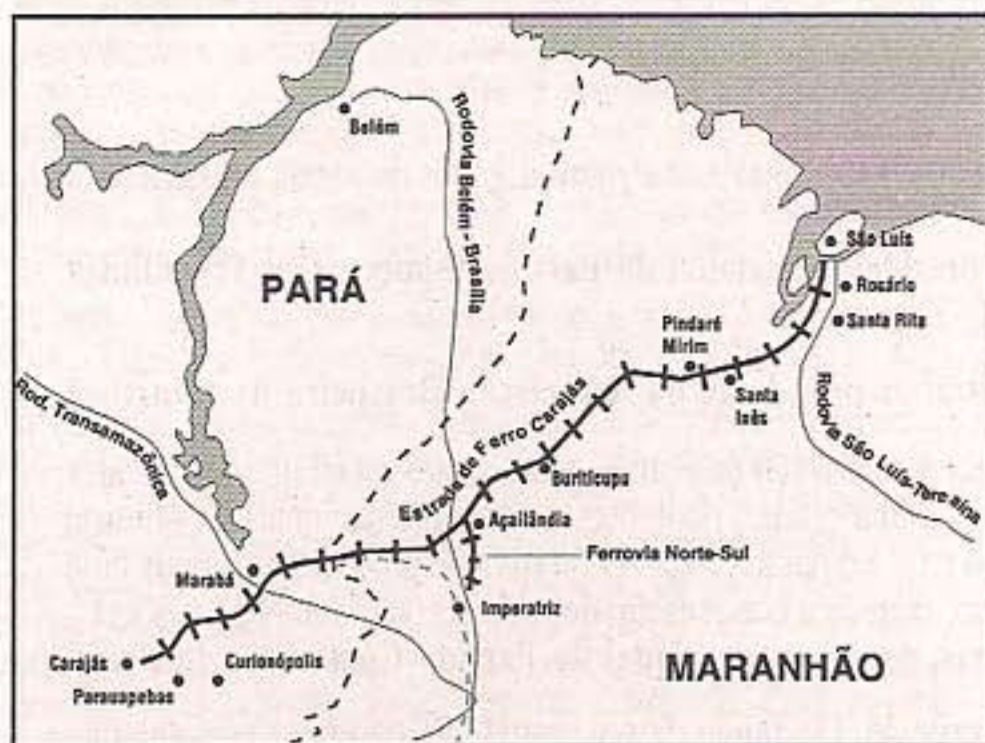 Belém
Rodovia Belém - Brasília
PARÁ
São Luís
Rosário
Santa Rita
Pindaré
Mirim
Santa
Inês
Rod. Transamazônica
Estrada de Ferro Carajás
Rodovia São Luís-Teresina
Buriticupu
Açailândia
Ferrovia Norte-Sul
Marabá
Imperatriz
Carajás
Curionópolis
Parauapebas
MARANHÃO